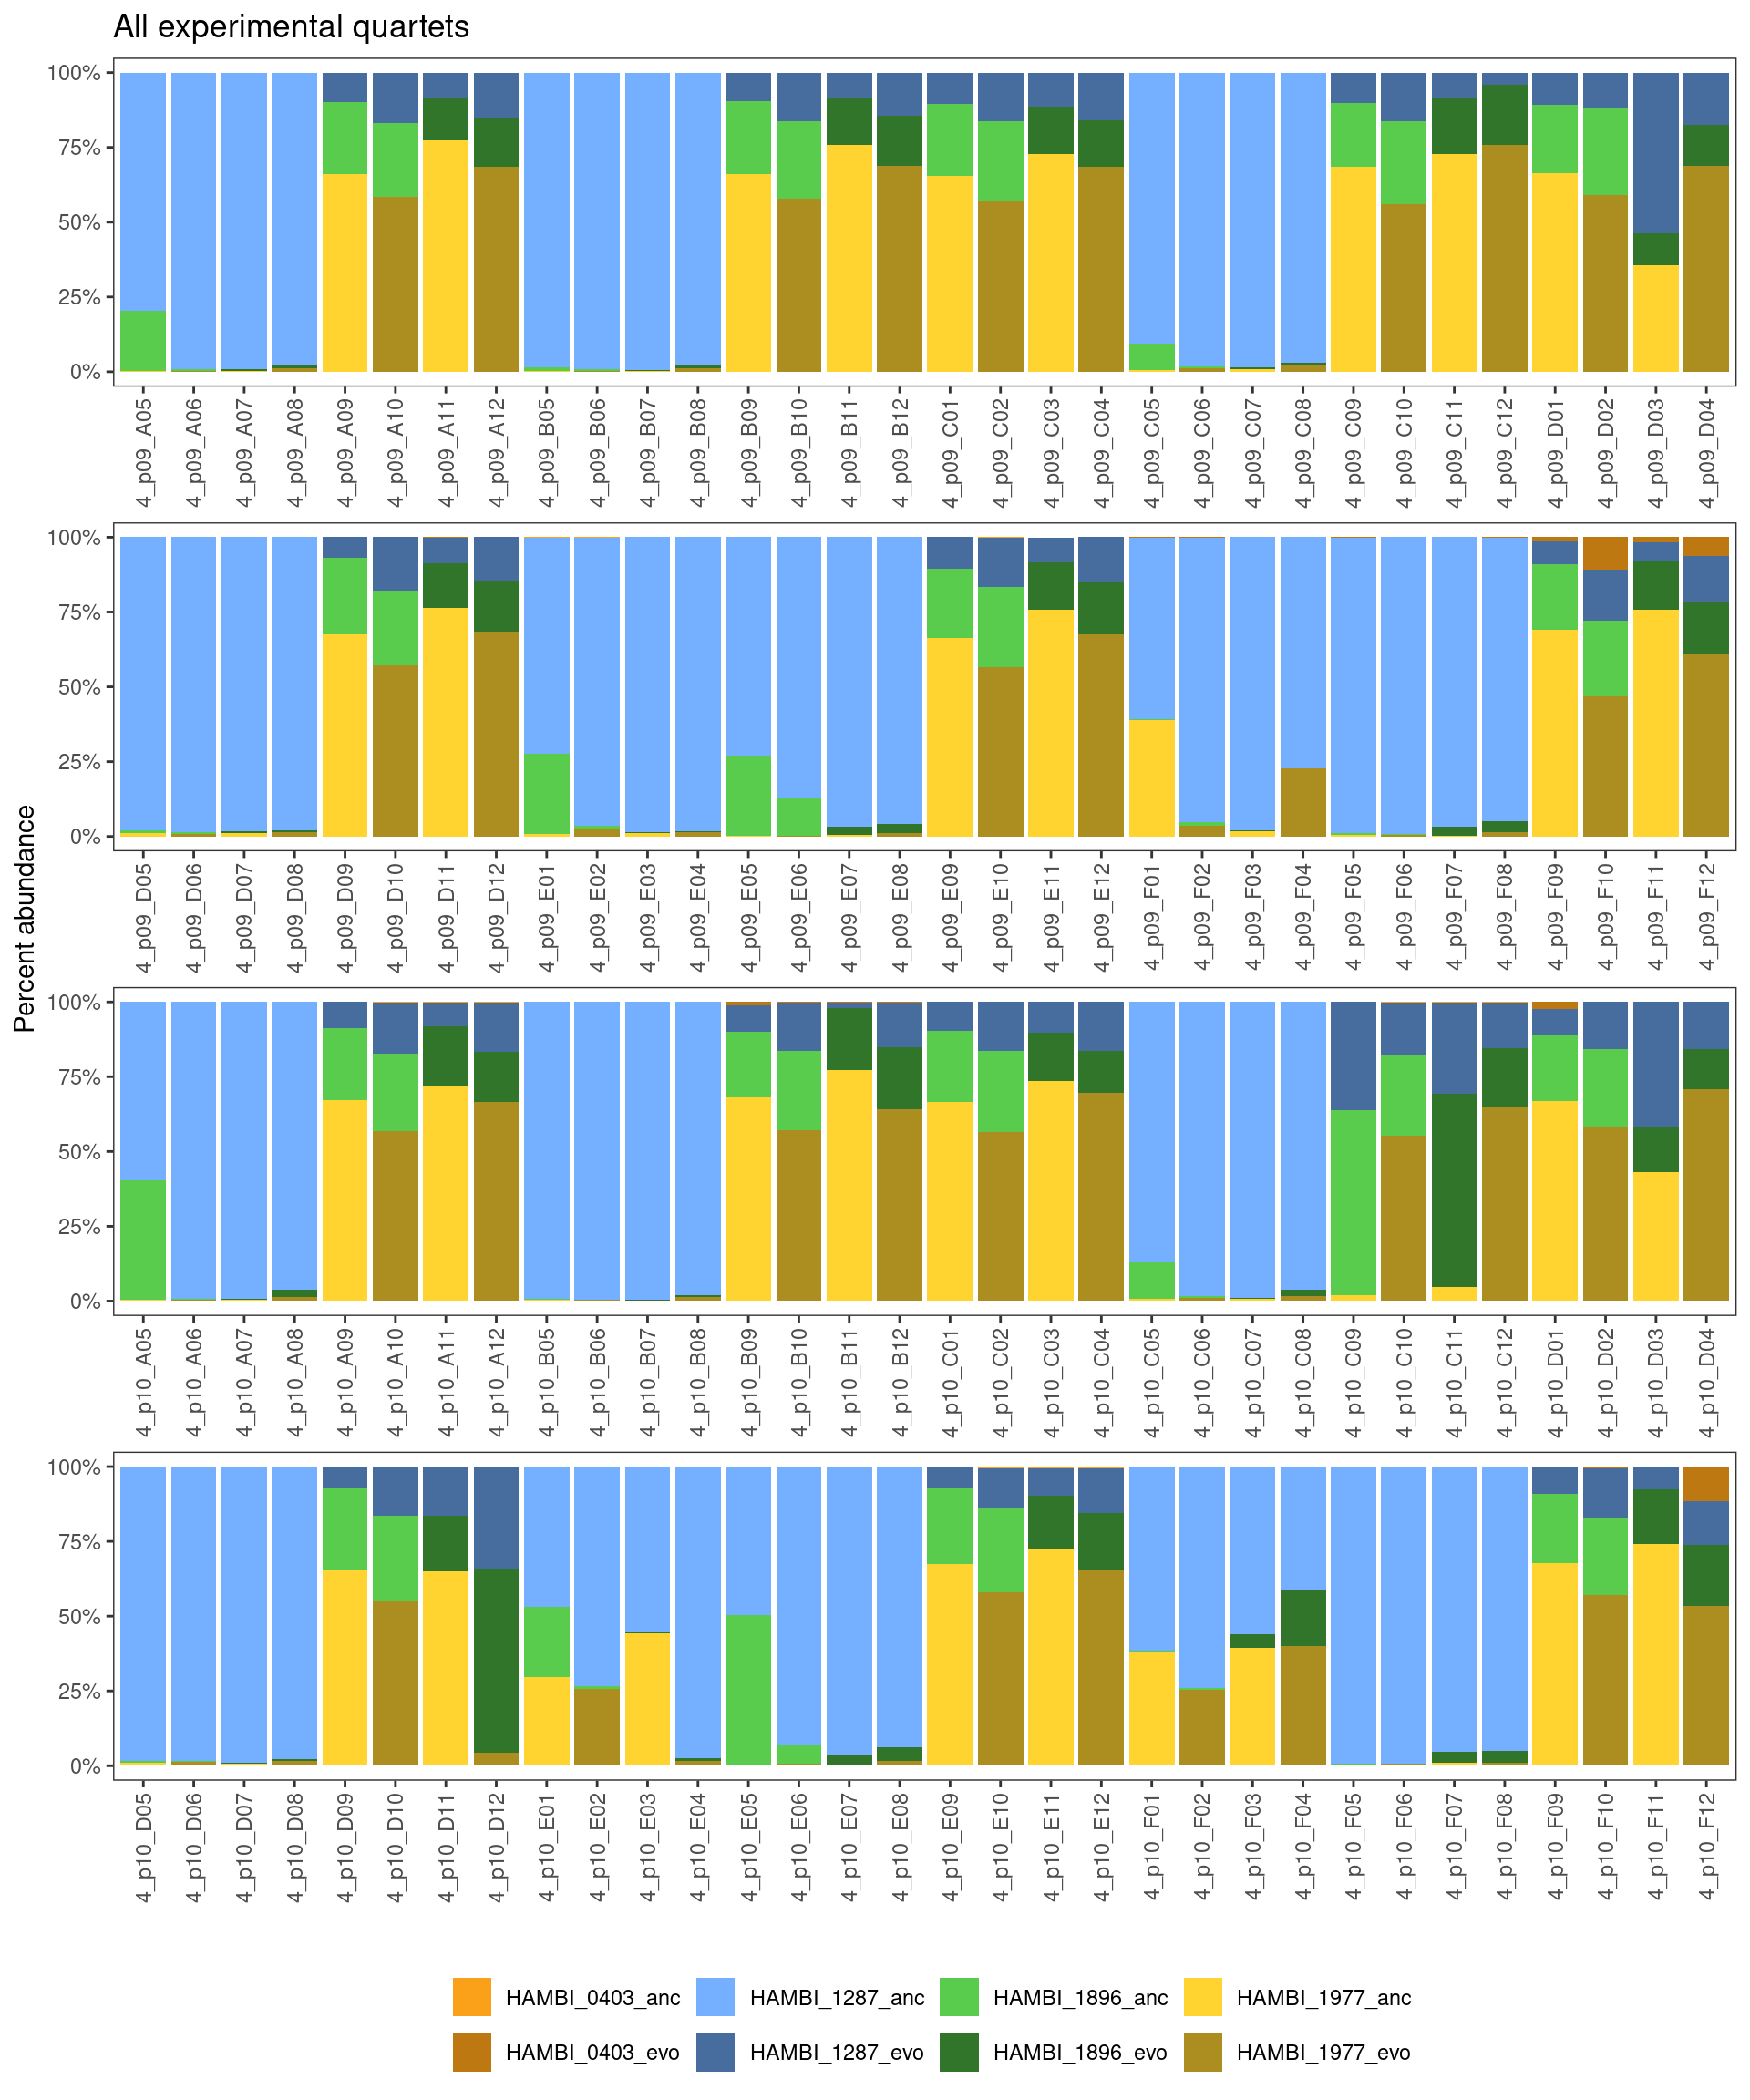 All experimental quartets
Percent abundance
100%
75%
50%
25%
0%
4_p09_A05 4_p09_A06 4_p09_A07 4_p09_A08 4_p09_A09 4_p09_A10 4_p09_A11 4_p09_A12 4_p09_B05 4_p09_B06 4_p09_B07 4_p09_B08 4_p09_B09 4_p09_B10 4_p09_B11 4_p09_B12 4_p09_C01 4_p09_C02 4_p09_C03 4_p09_C04 4_p09_C05 4_p09_C06 4_p09_C07 4_p09_C08 4_p09_C09 4_p09_C10 4_p09_C11 4_p09_C12 4_p09_D01 4_p09_D02 4_p09_D03 4_p09_D04
100%
75%
50%
25%
0%
4_p09_D05 4_p09_D06 4_p09_D07 4_p09_D08 4_p09_D09 4_p09_D10 4_p09_D11 4_p09_D12 4_p09_E01 4_p09_E02 4_p09_E03 4_p09_E04 4_p09_E05 4_p09_E06 4_p09_E07 4_p09_E08 4_p09_E09 4_p09_E10 4_p09_E11 4_p09_E12 4_p09_F01 4_p09_F02 4_p09_F03 4_p09_F04 4_p09_F05 4_p09_F06 4_p09_F07 4_p09_F08 4_p09_F09 4_p09_F10 4_p09_F11 4_p09_F12
100%
75%
50%
25%
0%
4_p10_A05 4_p10_A06 4_p10_A07 4_p10_A08 4_p10_A09 4_p10_A10 4_p10_A11 4_p10_A12 4_p10_B05 4_p10_B06 4_p10_B07 4_p10_B08 4_p10_B09 4_p10_B10 4_p10_B11 4_p10_B12 4_p10_C01 4_p10_C02 4_p10_C03 4_p10_C04 4_p10_C05 4_p10_C06 4_p10_C07 4_p10_C08 4_p10_C09 4_p10_C10 4_p10_C11 4_p10_C12 4_p10_D01 4_p10_D02 4_p10_D03 4_p10_D04
100%
75%
50%
25%
0%
4_p10_D05 4_p10_D06 4_p10_D07 4_p10_D08 4_p10_D09 4_p10_D10 4_p10_D11 4_p10_D12 4_p10_E01 4_p10_E02 4_p10_E03 4_p10_E04 4_p10_E05 4_p10_E06 4_p10_E07 4_p10_E08 4_p10_E09 4_p10_E10 4_p10_E11 4_p10_E12 4_p10_F01 4_p10_F02 4_p10_F03 4_p10_F04 4_p10_F05 4_p10_F06 4_p10_F07 4_p10_F08 4_p10_F09 4_p10_F10 4_p10_F11 4_p10_F12
HAMBI_0403_anc HAMBI_1287_anc HAMBI_1896_anc HAMBI_1977_anc
HAMBI_0403_evo HAMBI_1287_evo HAMBI_1896_evo HAMBI_1977_evo